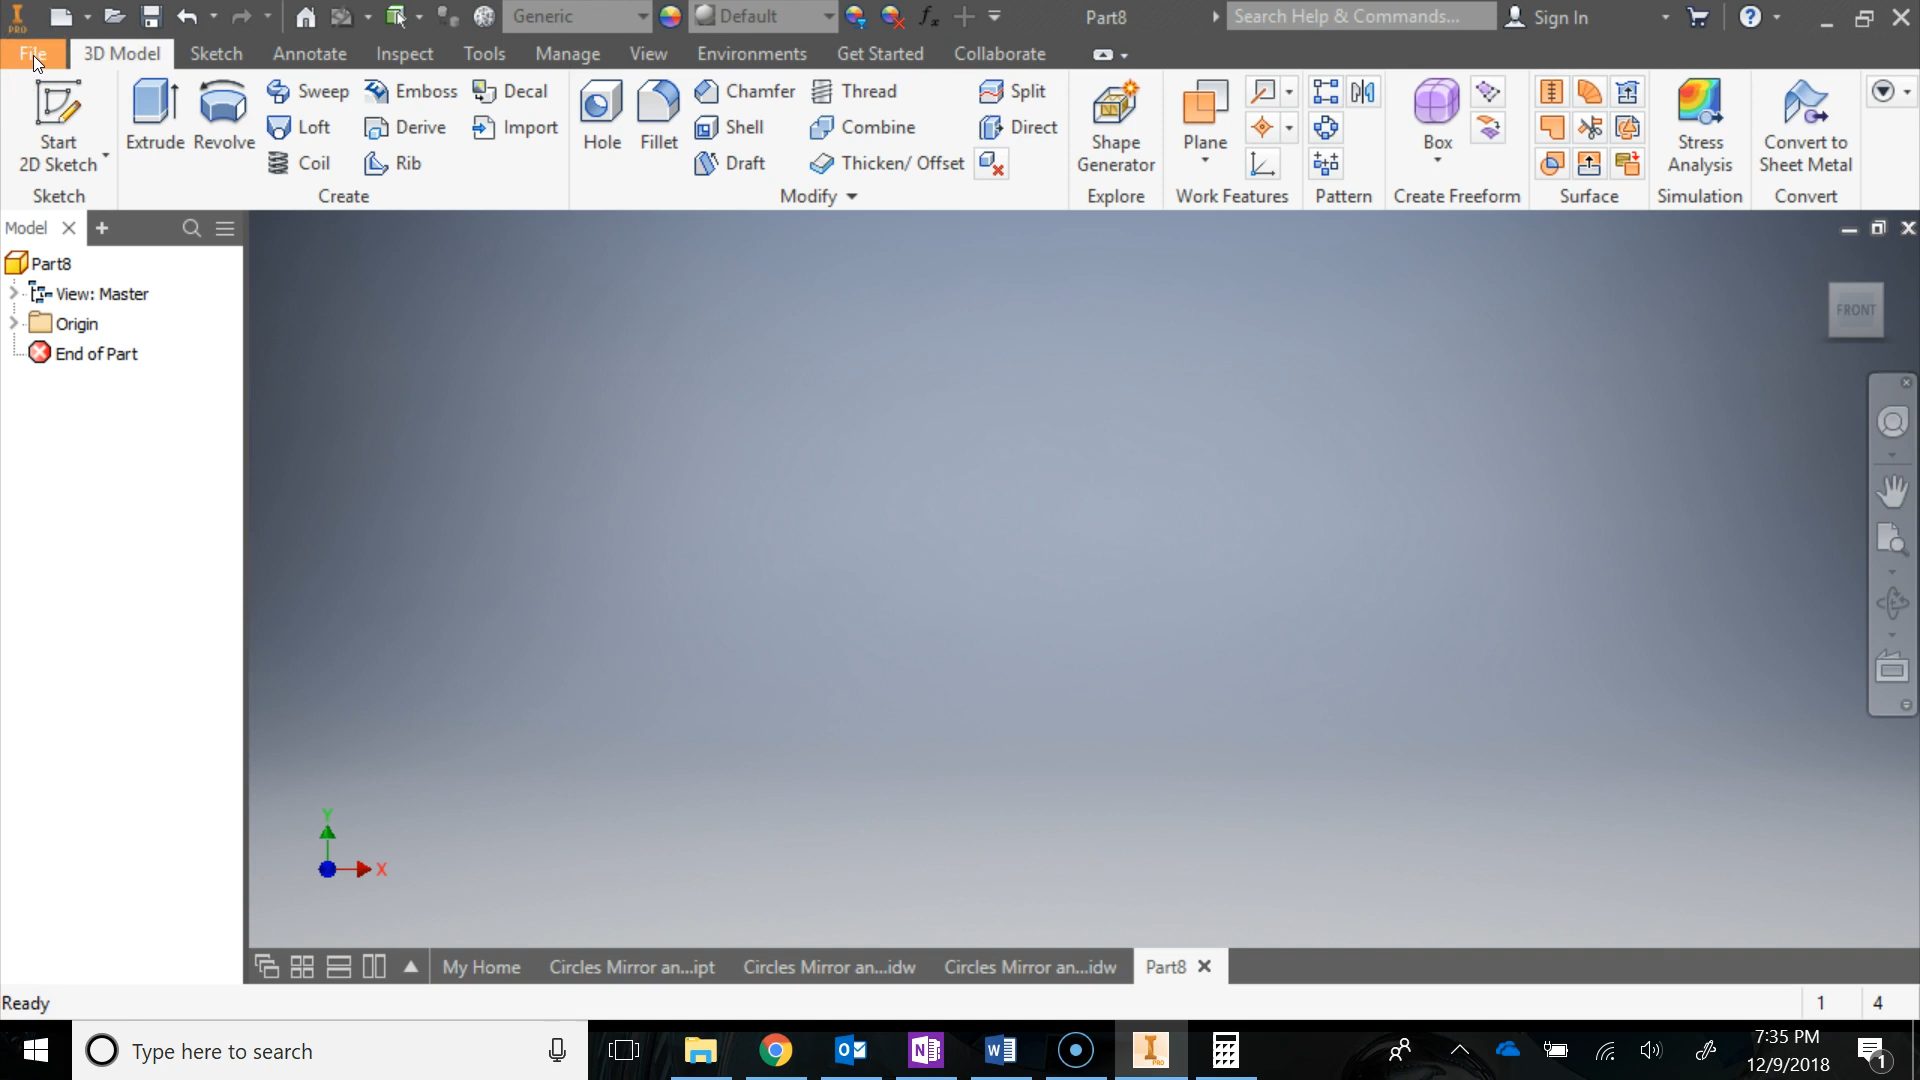 PRO
Generic
Default
fx
Part8
Search Help & Commands...
Sign In
File
3D Model
Sketch
Annotate
Inspect
Tools
Manage
View
Environments
Get Started
Collaborate
Start
2D Sketch
Sketch
Extrude
Revolve
Sweep
Loft
Coil
Emboss
Derive
Rib
Decal
Import
Create
Hole
Fillet
Chamfer
Shell
Draft
Thread
Combine
Thicken/ Offset
Split
Direct
Modify
Shape
Generator
Explore
Plane
Work Features
Pattern
Box
Create Freeform
Surface
Stress
Analysis
Simulation
Convert to
Sheet Metal
Convert
Model
Part8
View: Master
Origin
End of Part
FRONT
Y
X
My Home
Circles Mirror an...ipt
Circles Mirror an...idw
Circles Mirror an...idw
Part8
Ready
1
4
Type here to search
7:35 PM
12/9/2018
1